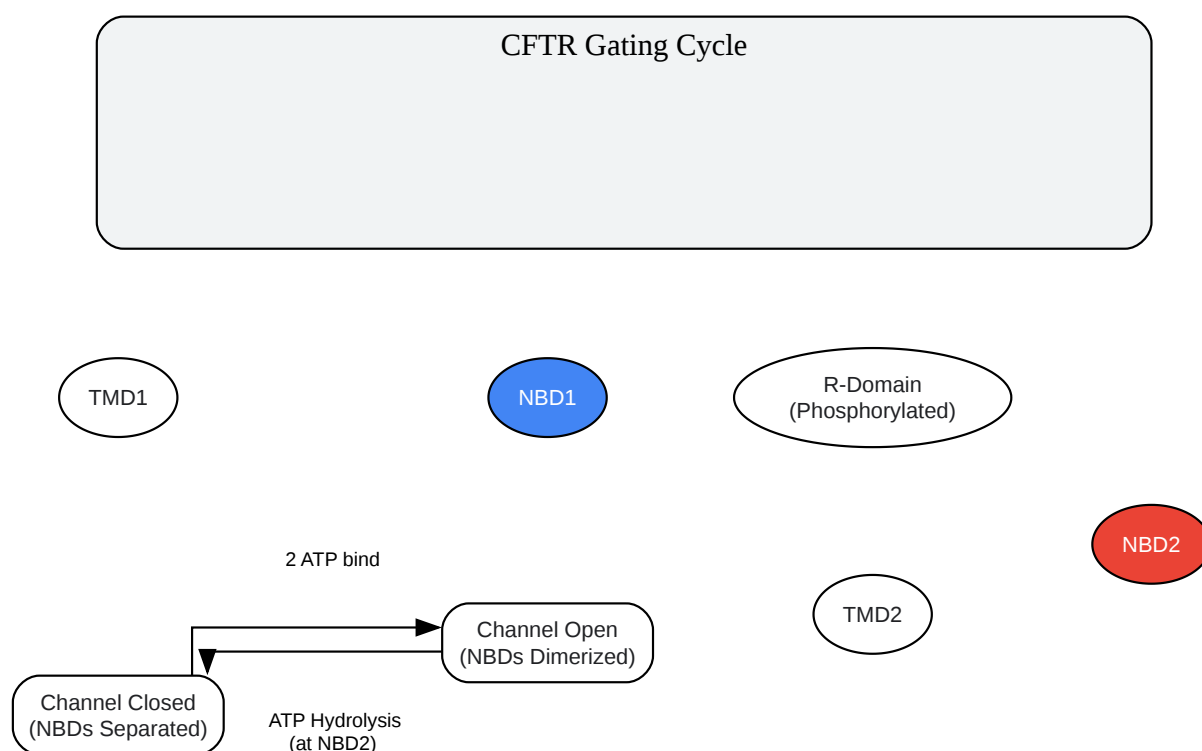 CFTR Gating Cycle
TMD1
NBD1
R-Domain
(Phosphorylated)
NBD2
2 ATP bind
TMD2
Channel Open
(NBDs Dimerized)
Channel Closed
(NBDs Separated)
ATP Hydrolysis
(at NBD2)